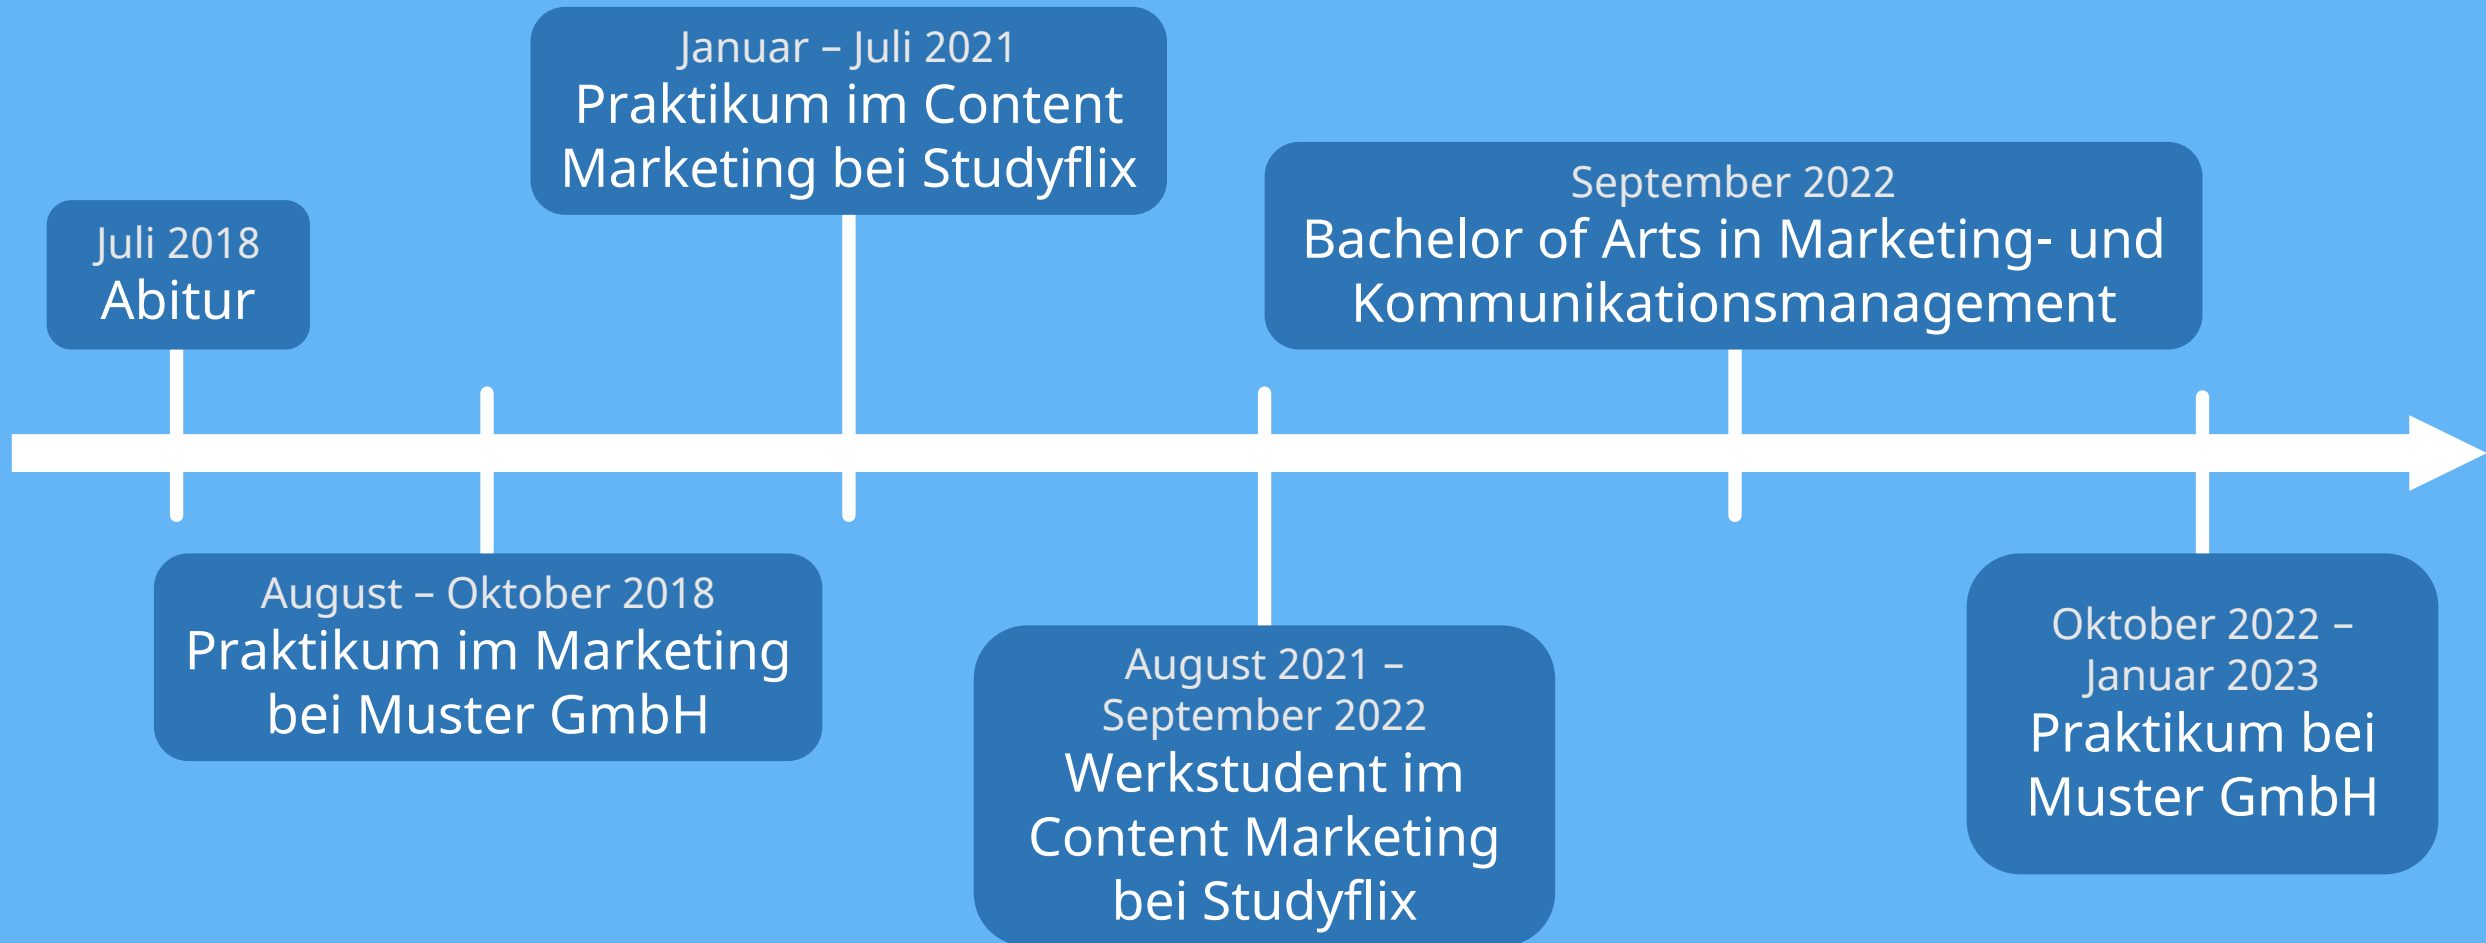 Juli 2018
Abitur
August – Oktober 2018
Praktikum im Marketing
bei Muster GmbH
Januar – Juli 2021
Praktikum im Content
Marketing bei Studyflix
August 2021 –
September 2022
Werkstudent im
Content Marketing
bei Studyflix
September 2022
Bachelor of Arts in Marketing- und
Kommunikationsmanagement
Oktober 2022 –
Januar 2023
Praktikum bei
Muster GmbH